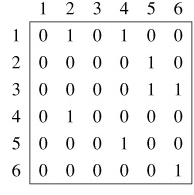 1 2 3 4 5 6
1 0 1 0 1 0 0
2 0 0 0 0 1 0
3 0 0 0 0 1 1
4 0 1 0 0 0 0
5 0 0 0 1 0 0
6 0 0 0 0 0 1